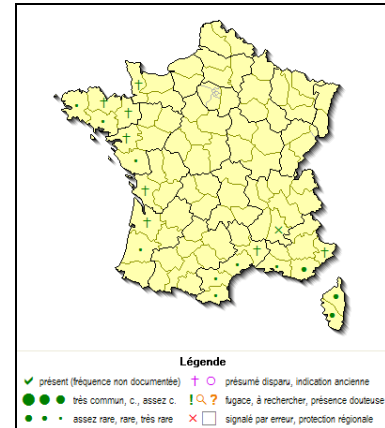 Légende
présent (fréquence non documentée) présumé disparu, indication ancienne
très commun, c., assez c. fugace, à rechercher, présence douteuse
assez rare, rare, très rare signalé par erreur, protection régionale